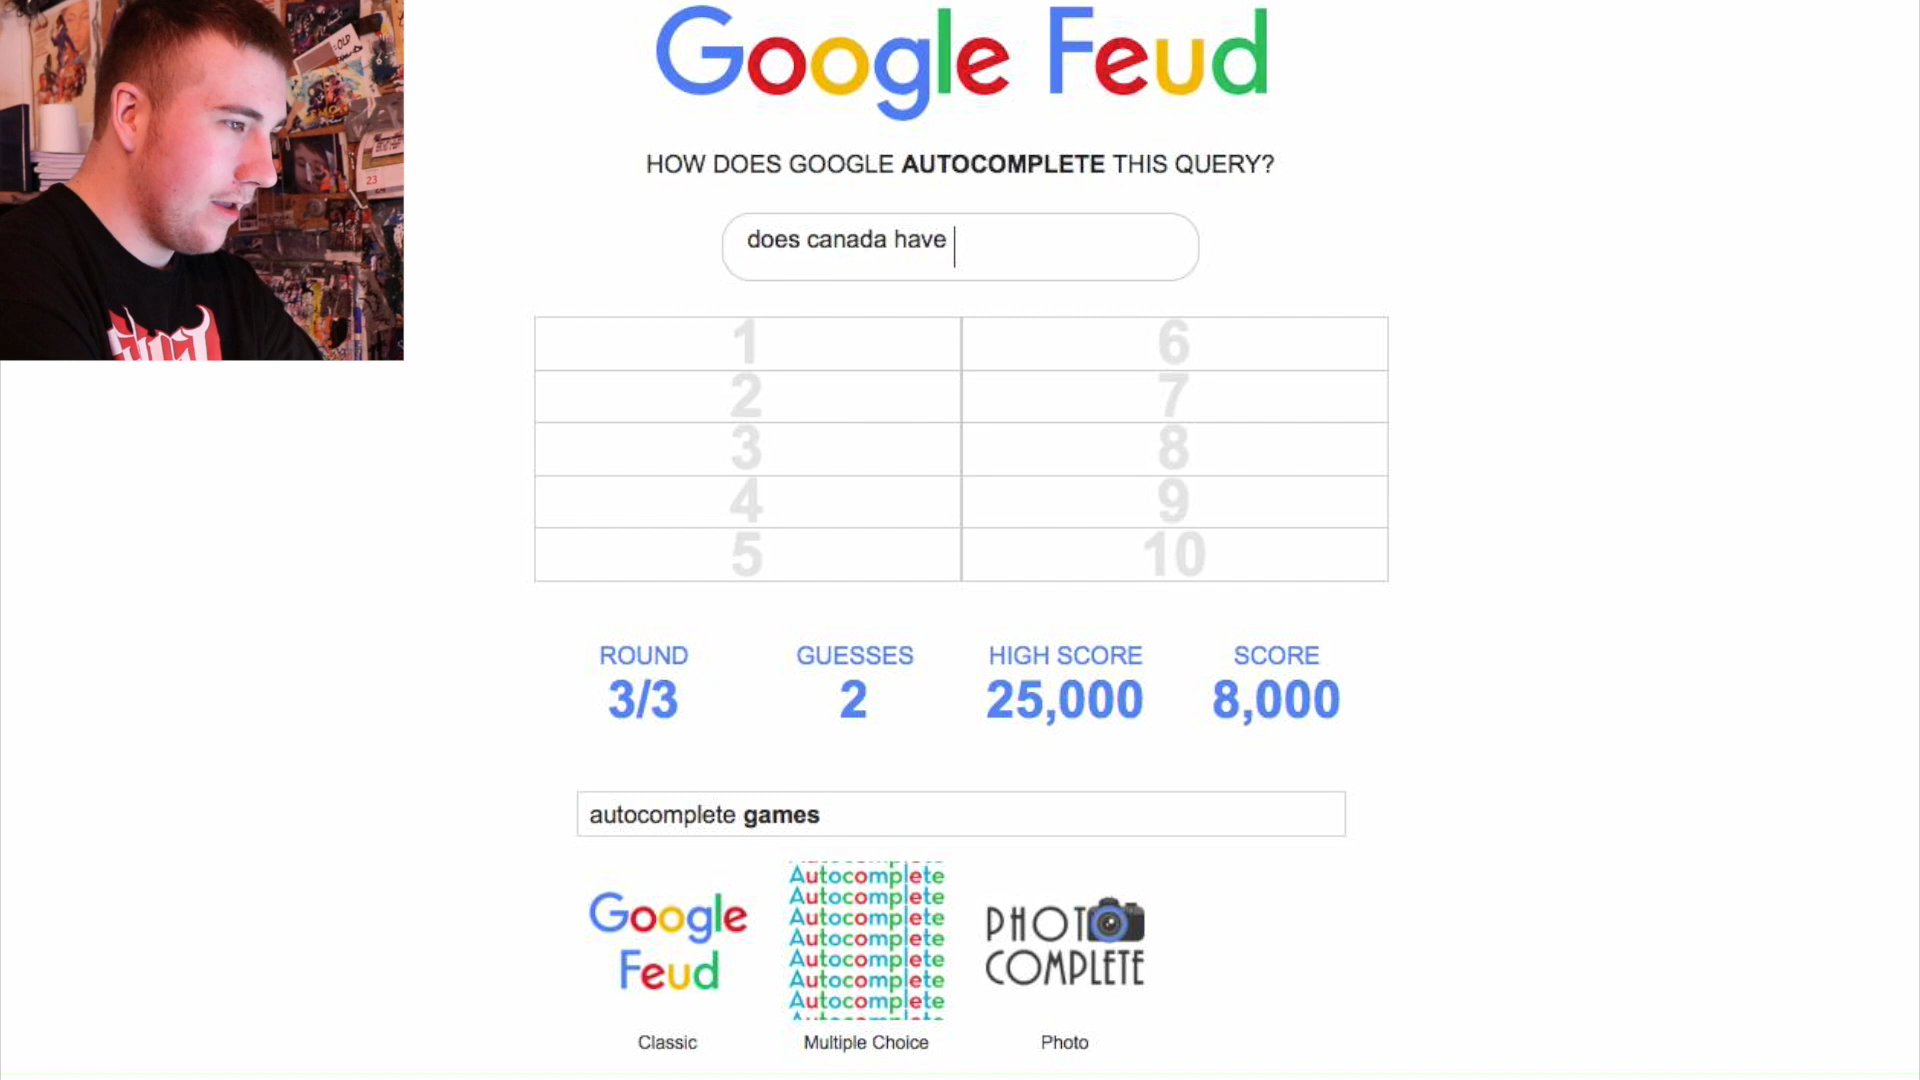 OLD
23
Google Feud
HOW DOES GOOGLE AUTOCOMPLETE THIS QUERY?
does canada have
1 6
2 7
3 8
4 9
5 10
ROUND GUESSES HIGH SCORE SCORE
3/3 2 25,000 8,000
autocomplete games
Google Feud
Autocomplete
Autocomplete
Autocomplete
Autocomplete
Autocomplete
Autocomplete
Autocomplete
PHOTO COMPLETE
Classic Multiple Choice Photo